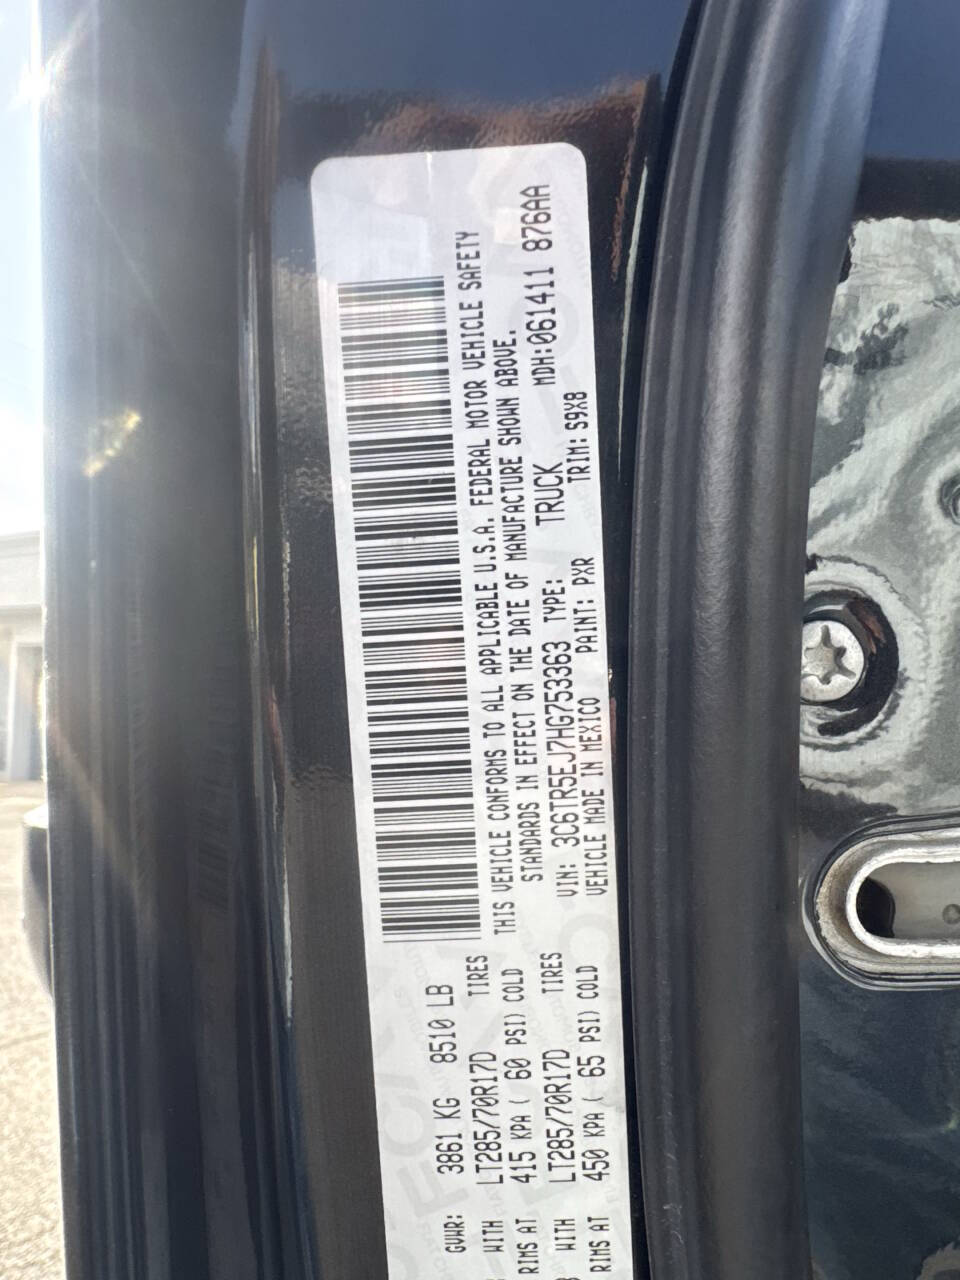 GVWR: 3861 KG 8510 LB
WITH LT285/70R17D TIRES
RIMS AT 415 KPA ( 60 PSI) COLD
WITH LT285/70R17D TIRES
RIMS AT 450 KPA ( 65 PSI) COLD
THIS VEHICLE CONFORMS TO ALL APPLICABLE U.S.A. FEDERAL MOTOR VEHICLE SAFETY
STANDARDS IN EFFECT ON THE DATE OF MANUFACTURE SHOWN ABOVE.
MDH:061411 876AA
VIN: 3C6TR5EJ7HG753363 TYPE: TRUCK
VEHICLE MADE IN MEXICO PAINT: PXR TRIM: S9X8